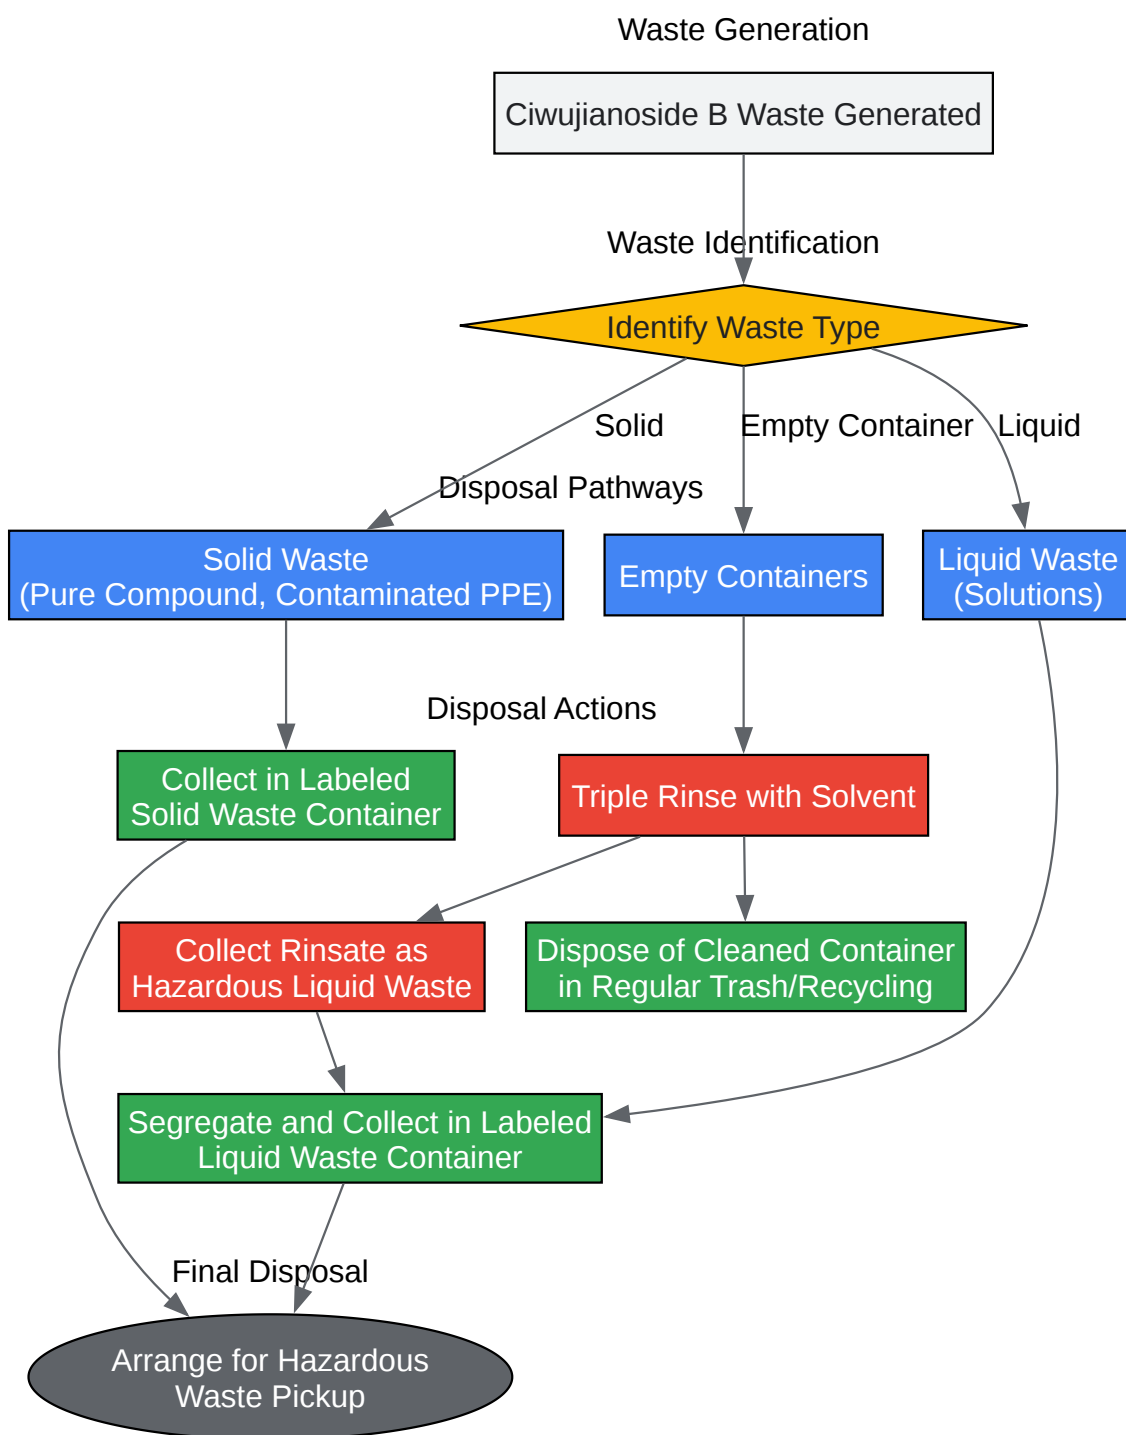 Waste Generation
Ciwujianoside B Waste Generated
Waste Identification
Identify Waste Type
Solid
Empty Container
Liquid
Disposal Pathways
Solid Waste
(Pure Compound, Contaminated PPE)
Empty Containers
Liquid Waste
(Solutions)
Disposal Actions
Collect in Labeled
Solid Waste Container
Triple Rinse with Solvent
Collect Rinsate as
Hazardous Liquid Waste
Dispose of Cleaned Container
in Regular Trash/Recycling
Segregate and Collect in Labeled
Liquid Waste Container
Final Disposal
Arrange for Hazardous
Waste Pickup